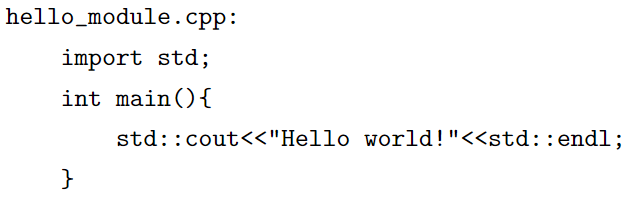 hello_module.cpp:
    import std;
    int main(){
        std::cout<<"Hello world!"<<std::endl;
    }